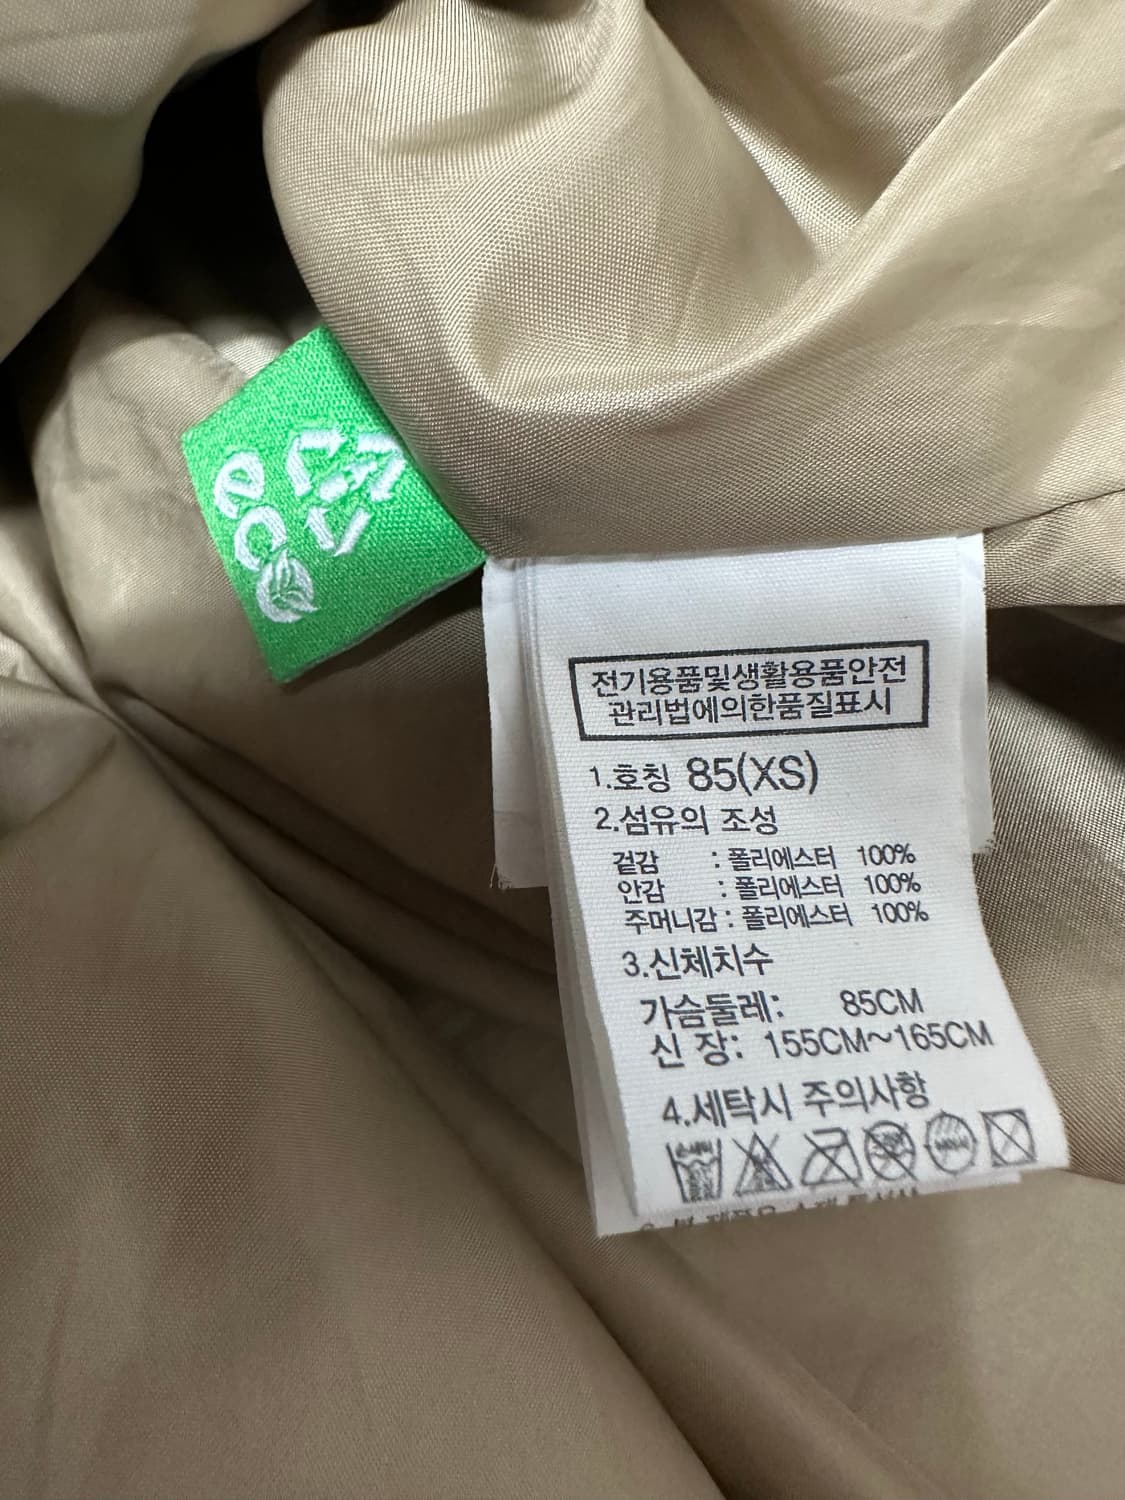 eco
전기용품및생활용품안전
관리법에의한품질표시
1.호칭 85(XS)
2.섬유의 조성
겉감 : 폴리에스터 100%
안감 : 폴리에스터 100%
주머니감 : 폴리에스터 100%
3.신체치수
가슴둘레: 85CM
신 장: 155CM~165CM
4.세탁시 주의사항
손세탁